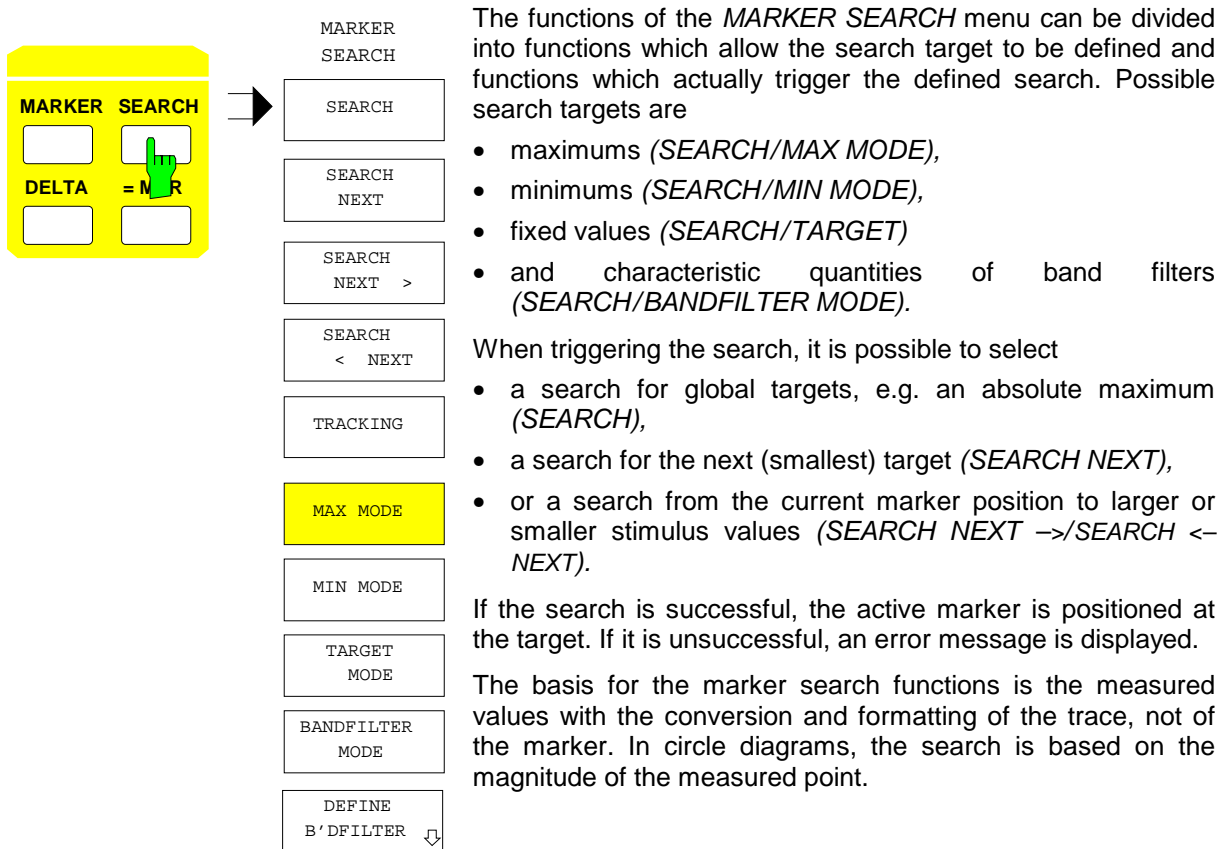 MARKER SEARCH
DELTA = M R
MARKER
SEARCH
SEARCH
SEARCH
NEXT
SEARCH
NEXT >
SEARCH
< NEXT
TRACKING
MAX MODE
MIN MODE
TARGET
MODE
BANDFILTER
MODE
DEFINE
B'DFILTER
The functions of the MARKER SEARCH menu can be divided
into functions which allow the search target to be defined and
functions which actually trigger the defined search. Possible
search targets are
• maximums (SEARCH/MAX MODE),
• minimums (SEARCH/MIN MODE),
• fixed values (SEARCH/TARGET)
• and characteristic quantities of band filters
(SEARCH/BANDFILTER MODE).
When triggering the search, it is possible to select
• a search for global targets, e.g. an absolute maximum
(SEARCH),
• a search for the next (smallest) target (SEARCH NEXT),
• or a search from the current marker position to larger or
smaller stimulus values (SEARCH NEXT –>/SEARCH <–
NEXT).
If the search is successful, the active marker is positioned at
the target. If it is unsuccessful, an error message is displayed.
The basis for the marker search functions is the measured
values with the conversion and formatting of the trace, not of
the marker. In circle diagrams, the search is based on the
magnitude of the measured point.